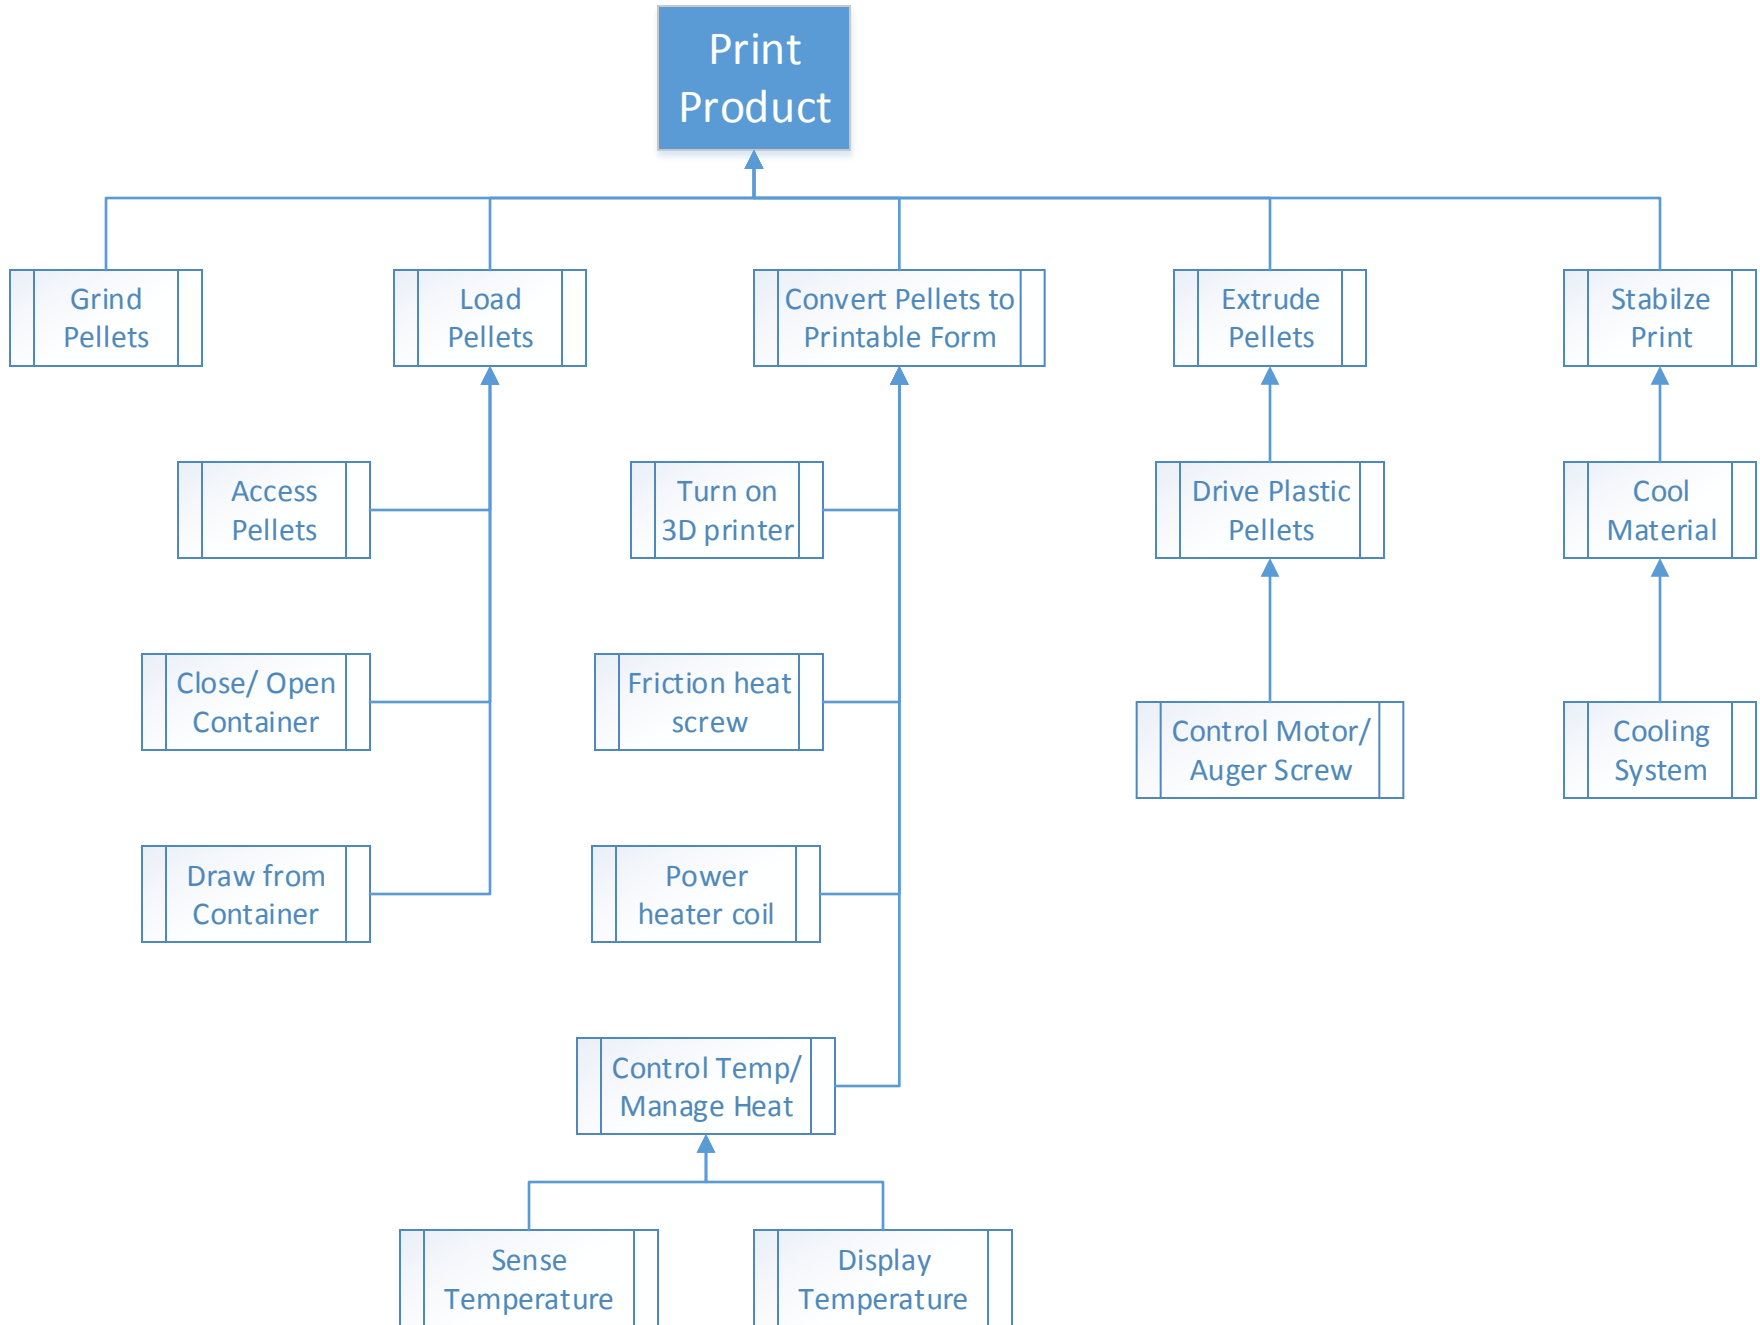 Print
Product
Grind
Pellets
Load
Pellets
Convert Pellets to
Printable Form
Extrude
Pellets
Stabilze
Print
Access
Pellets
Turn on
3D printer
Drive Plastic
Pellets
Cool
Material
Close/ Open
Container
Friction heat
screw
Control Motor/
Auger Screw
Cooling
System
Draw from
Container
Power
heater coil
Control Temp/
Manage Heat
Sense
Temperature
Display
Temperature